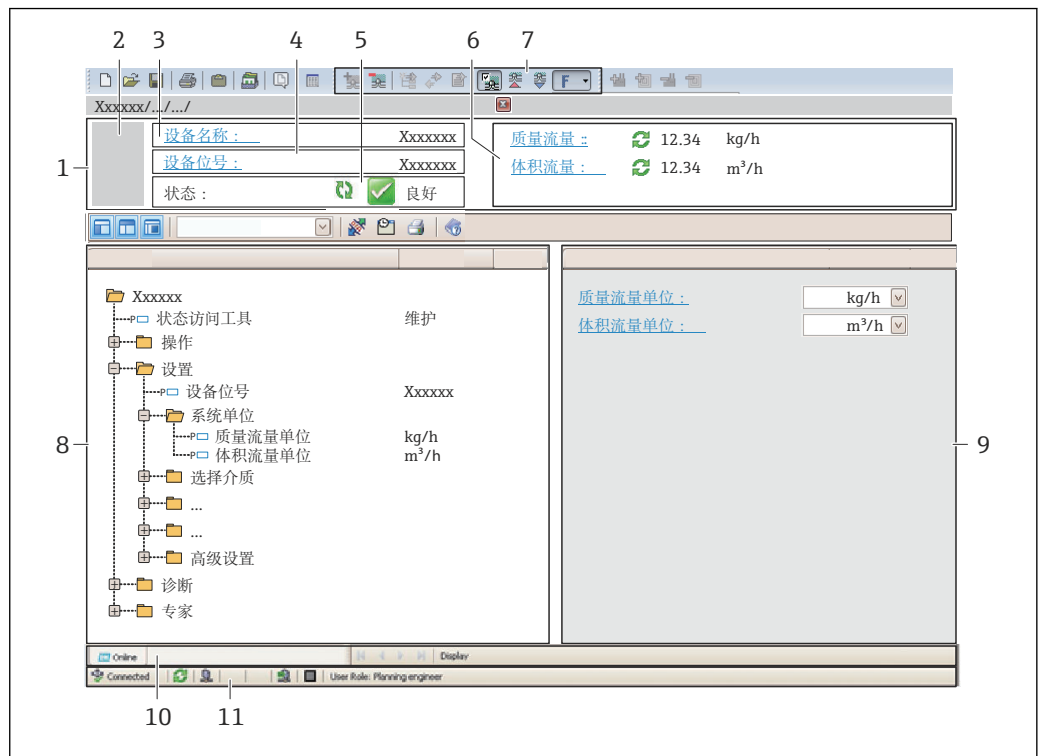 2 3 4 5 6 7
F
Xxxxxx/.../.../
1
设备名称： Xxxxxxx
设备位号： Xxxxxxx
状态： 良好
质量流量：: 12.34 kg/h
体积流量： 12.34 m³/h
8
Xxxxxx
P 状态访问工具 维护
操作
设置
P 设备位号 Xxxxxx
系统单位
P 质量流量单位 kg/h
P 体积流量单位 m³/h
选择介质
...
...
高级设置
诊断
专家
质量流量单位： kg/h
体积流量单位： m³/h
9
Online Display
Connected User Role: Planning engineer
10 11